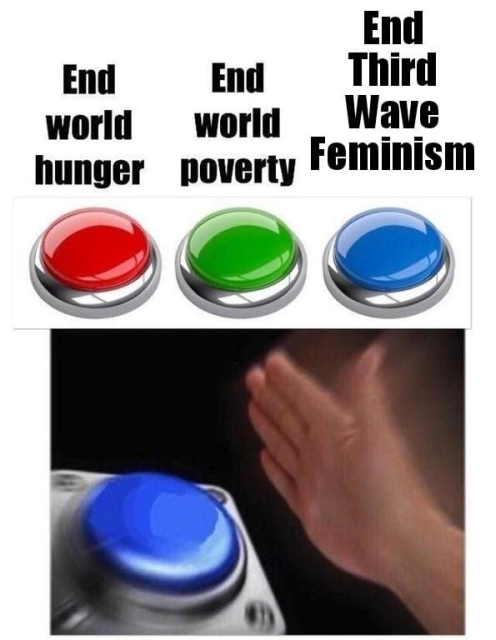 End
world
hunger
End
world
poverty
End
Third
Wave
Feminism